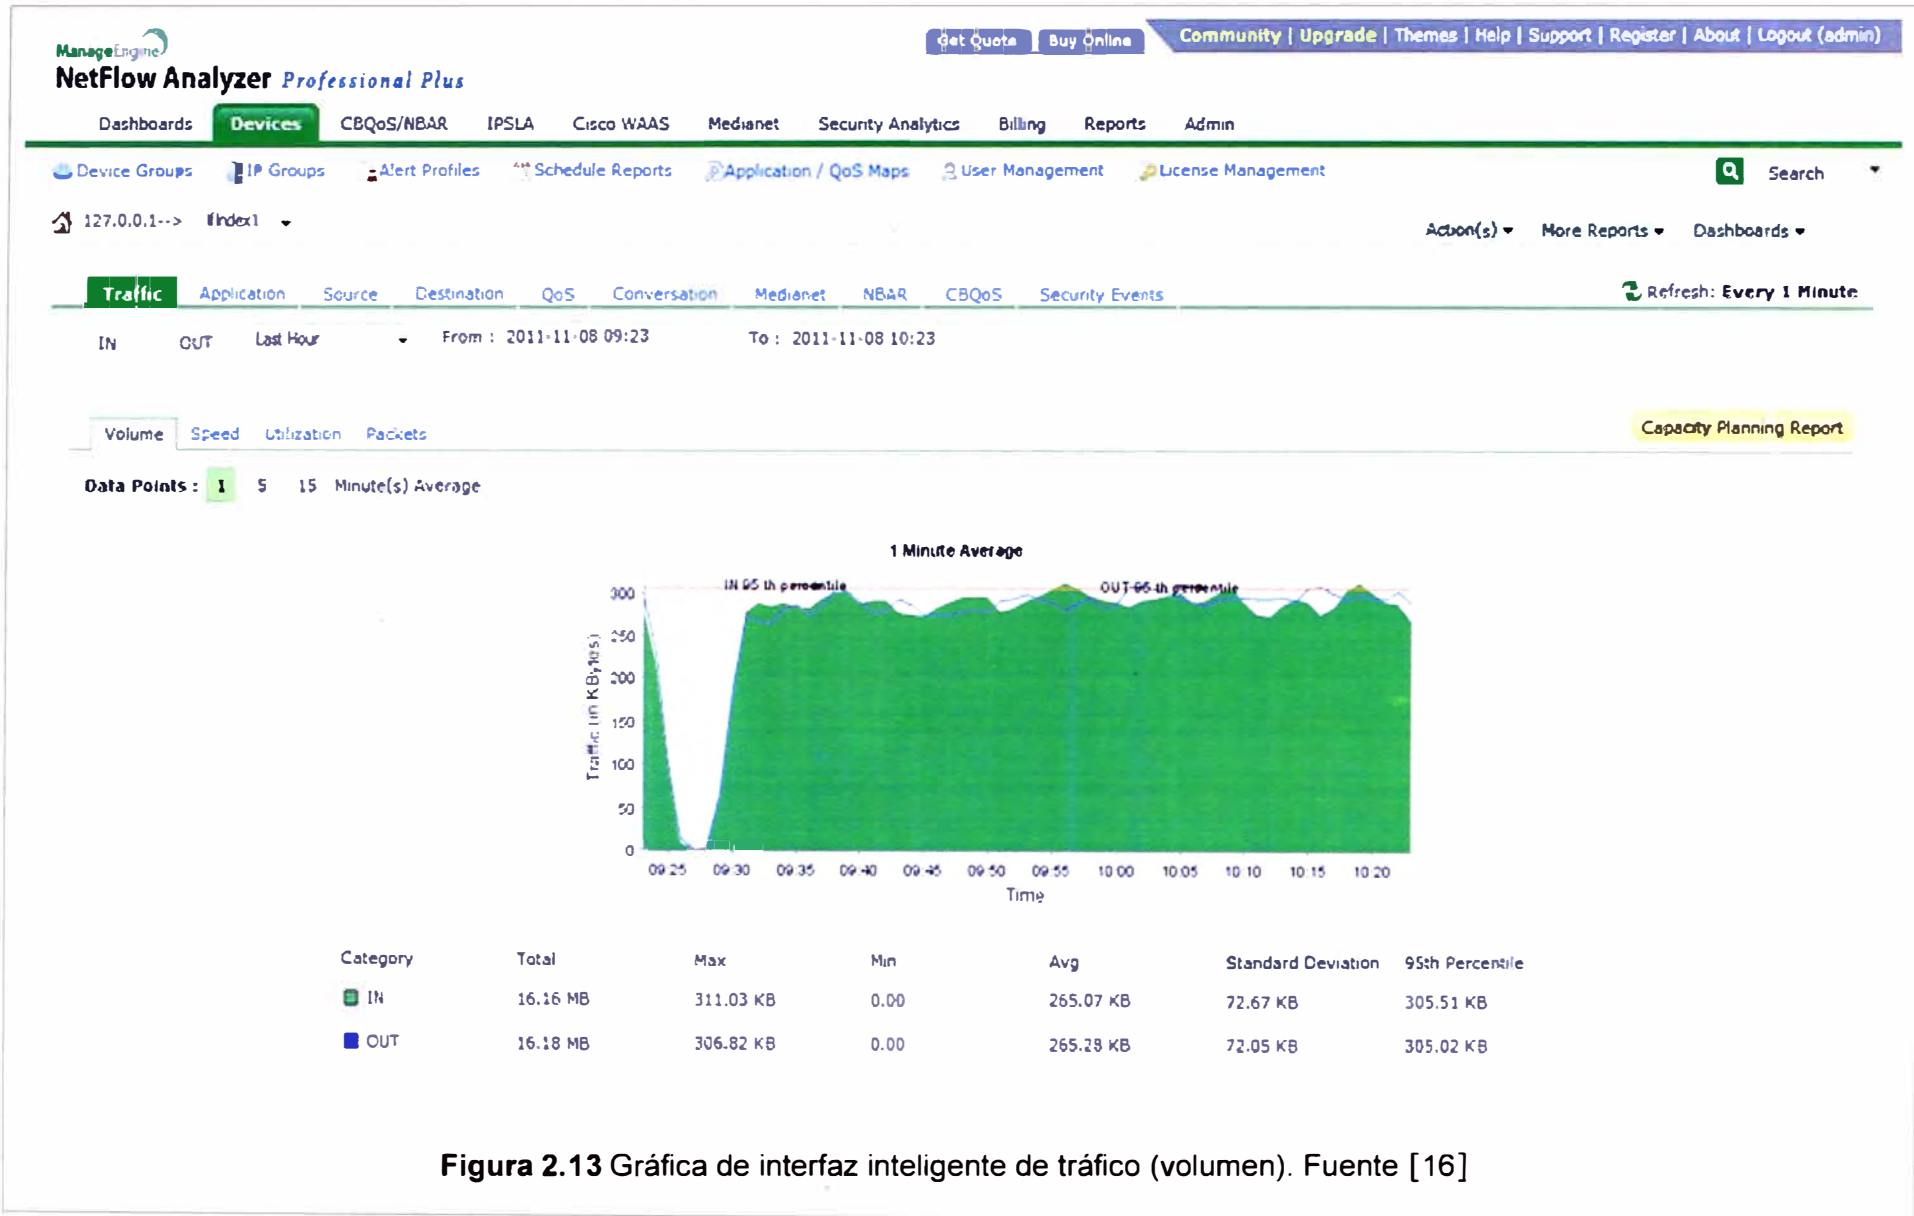 Get Quote Buy Online Community | Upgrade | Themes | Help | Support | Register | About | Logout (admin)
ManageEngine
NetFlow Analyzer Professional Plus
Dashboards Devices CBQoS/NBAR IPSLA Cisco WAAS Medianet Security Analytics Billing Reports Admin
Device Groups IP Groups Alert Profiles Schedule Reports Application / QoS Maps User Management License Management Search
127.0.0.1--> IfIndex1
Action(s) More Reports Dashboards
Traffic Application Source Destination QoS Conversation Medianet NBAR CBQoS Security Events Refresh: Every 1 Minute
IN OUT Last Hour From : 2011-11-08 09:23 To : 2011-11-08 10:23
Volume Speed Utilization Packets Capacity Planning Report
Data Points : 1 5 15 Minute(s) Average
1 Minute Average
IN 95 th percentile OUT 95 th percentile
Traffic (in KBytes)
300
250
200
150
100
50
0
09:25 09:30 09:35 09:40 09:45 09:50 09:55 10:00 10:05 10:10 10:15 10:20
Time
Category Total Max Min Avg Standard Deviation 95th Percentile
IN 16.16 MB 311.03 KB 0.00 265.07 KB 72.67 KB 305.51 KB
OUT 16.18 MB 306.82 KB 0.00 265.28 KB 72.05 KB 305.02 KB
Figura 2.13 Gráfica de interfaz inteligente de tráfico (volumen). Fuente [16]